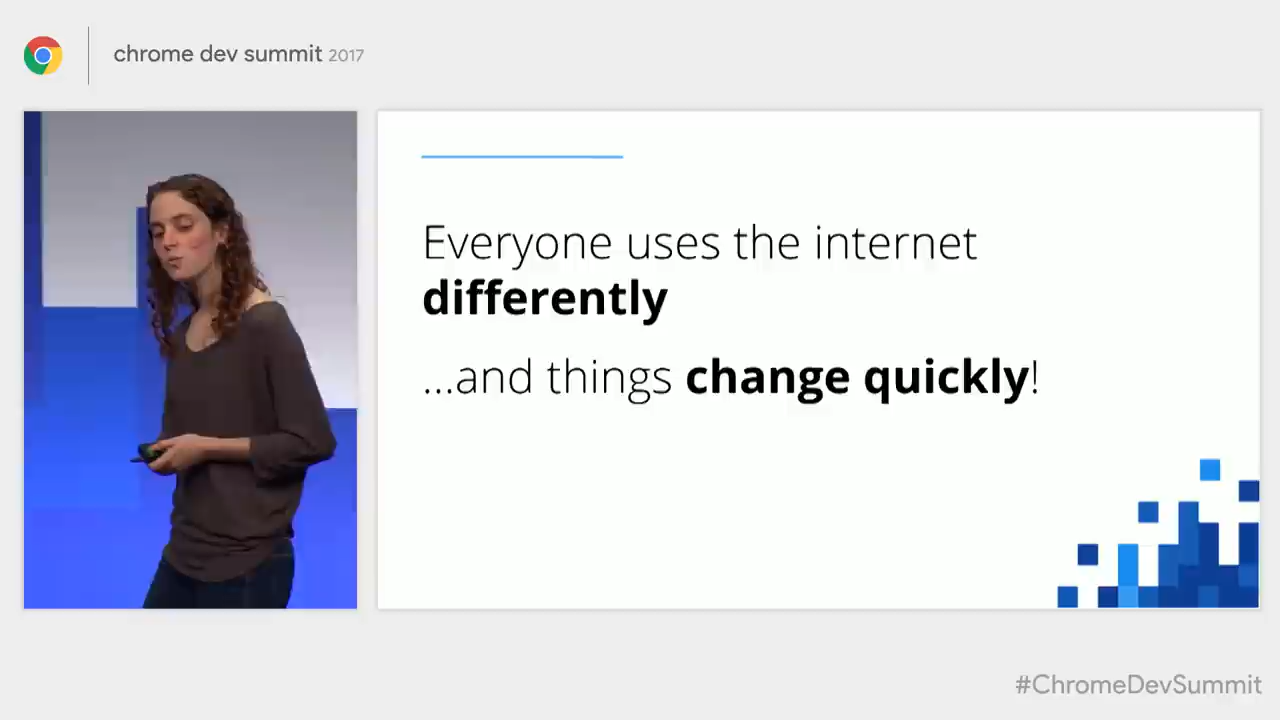 chrome dev summit 2017
Everyone uses the internet
differently
...and things change quickly!
#ChromeDevSummit